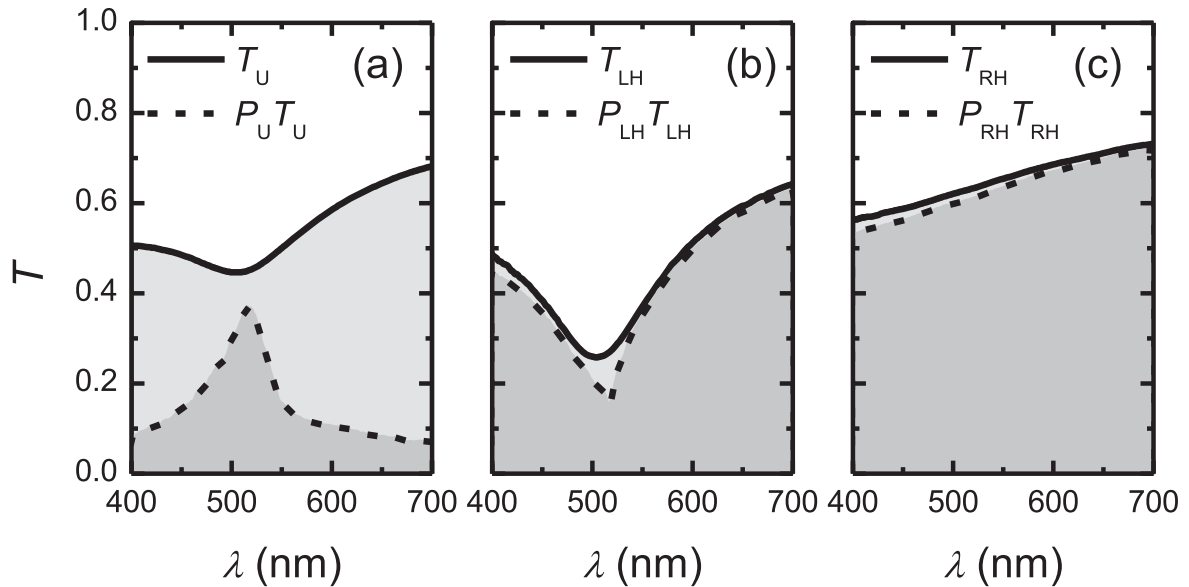 1.0
0.8
0.6
0.4
0.2
0.0
T
T_U
P_U T_U
(a)
T_LH
P_LH T_LH
(b)
T_RH
P_RH T_RH
(c)
400 500 600 700
400 500 600 700
400 500 600 700
λ (nm)
λ (nm)
λ (nm)